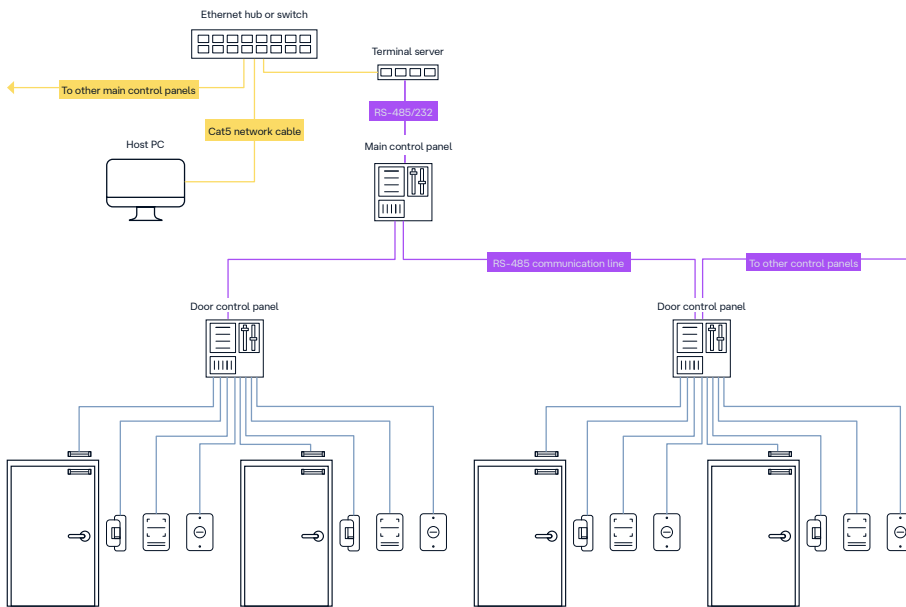 Ethernet hub or switch
Terminal server
To other main control panels
RS-485/232
Cat5 network cable
Host PC
Main control panel
RS-485 communication line
To other control panels
Door control panel
Door control panel